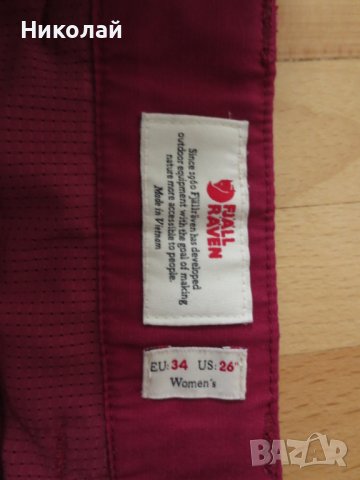 Николай
FJÄLL
RÄVEN
Since 1960 Fjällräven has developed
outdoor equipment with the goal of making
nature more accessible to people.
Made in Vietnam
EU: 34 US: 26"
Women's
BAZAR